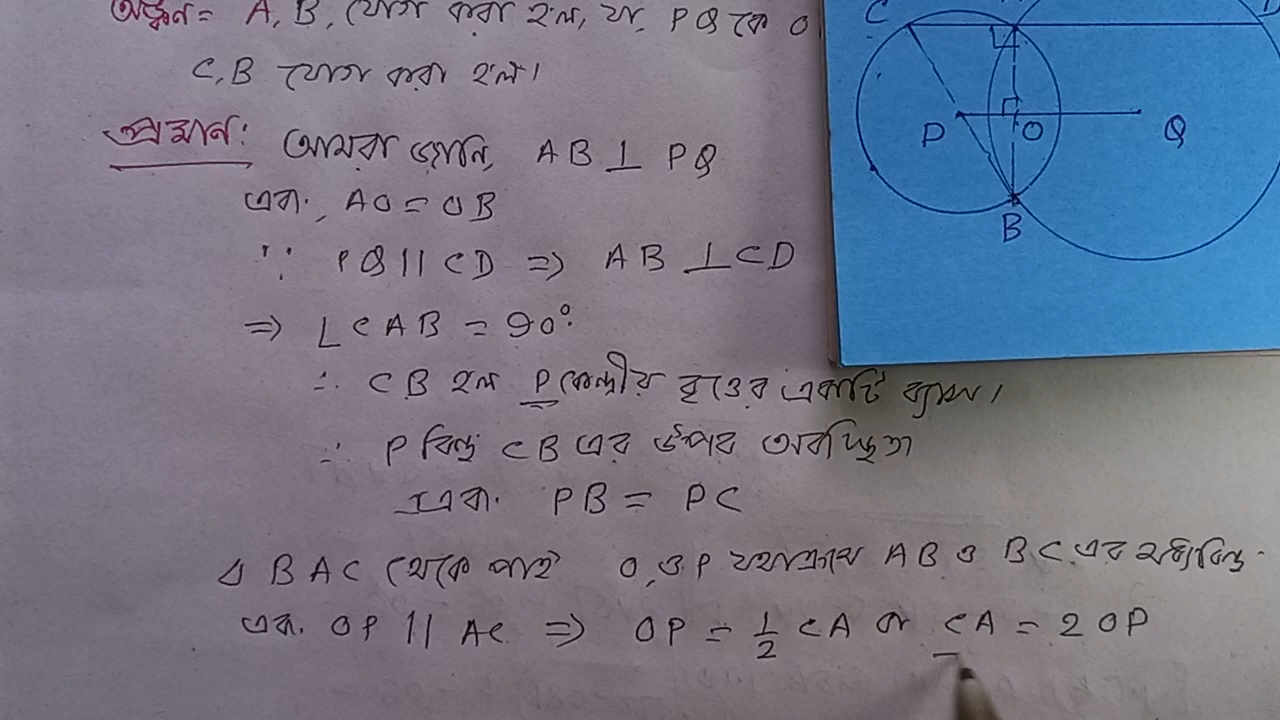 অঙ্কন= A, B, যোগ করা হল, যা PQ কে O
C, B যোগ করা হল।
প্রমান:
আমরা জানি, AB ⊥ PQ
এবং, AO = OB
∵ PQ || CD ⇒ AB ⊥ CD
⇒ ∠CAB = 90°
∴ CB হল P কেন্দ্রীয় বৃত্তের একটি ব্যাস।
∴ P বিন্দু CB এর উপর অবস্থিত
এবং PB = PC
Δ BAC থেকে পাই O, ও P যথাক্রমে AB ও BC এর মধ্যবিন্দু
এবং OP || AC ⇒ OP = 1/2 CA or CA = 2 OP
C
P
O
Q
B